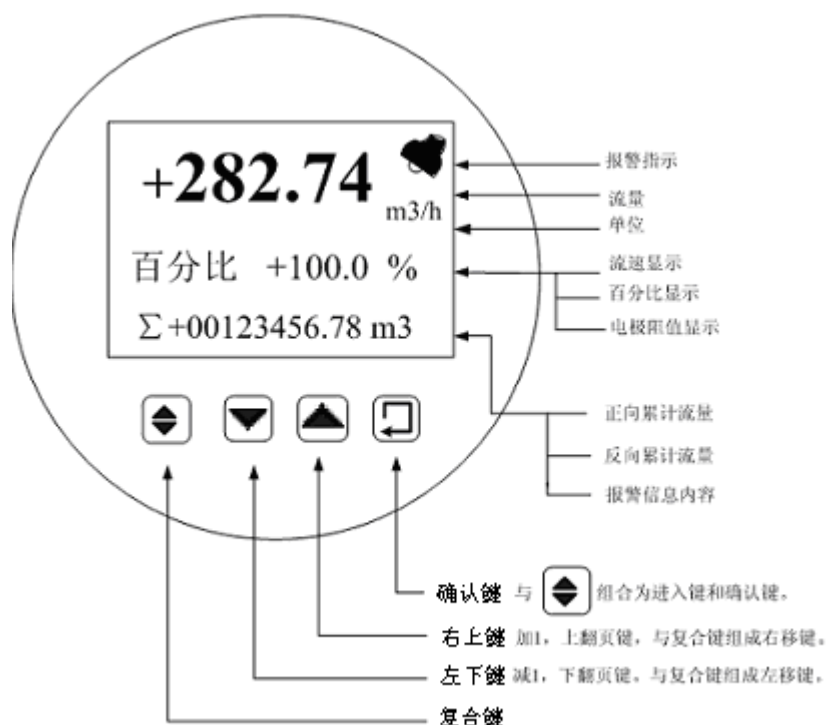 +282.74
m3/h
百分比 +100.0 %
Σ+00123456.78 m3
报警指示
流量
单位
流速显示
百分比显示
电极阻值显示
正向累计流量
反向累计流量
报警信息内容
确认键 与 组合为进入键和确认键。
右上键 加1，上翻页键，与复合键组成右移键。
左下键 减1，下翻页键。与复合键组成左移键。
复合键